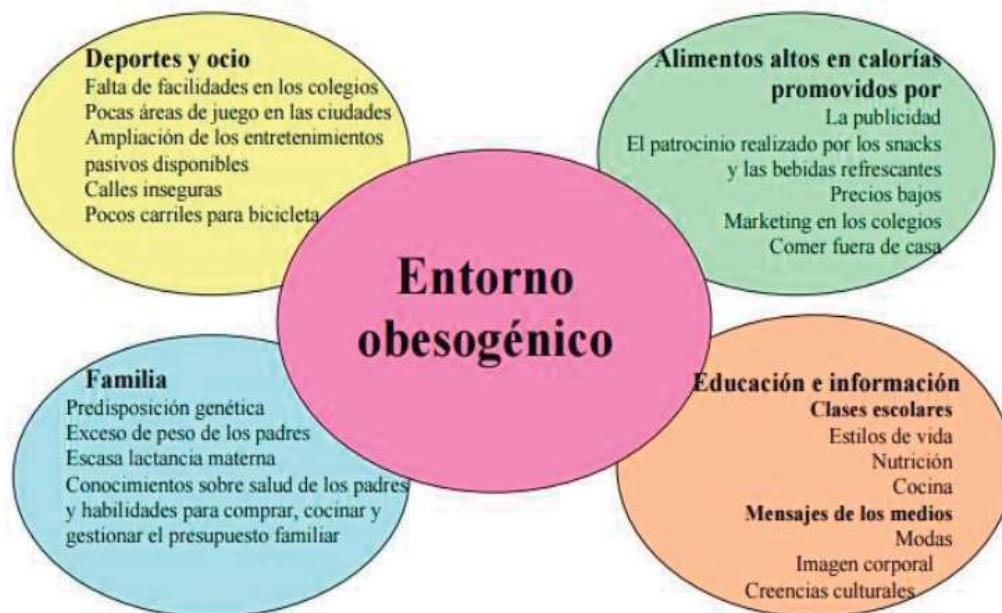 Deportes y ocio
Falta de facilidades en los colegios
Pocas áreas de juego en las ciudades
Ampliación de los entretenimientos
pasivos disponibles
Calles inseguras
Pocos carriles para bicicleta
Alimentos altos en calorías
promovidos por
La publicidad
El patrocinio realizado por los snacks
y las bebidas refrescantes
Precios bajos
Marketing en los colegios
Comer fuera de casa
Entorno
obesogénico
Familia
Predisposición genética
Exceso de peso de los padres
Escasa lactancia materna
Conocimientos sobre salud de los padres
y habilidades para comprar, cocinar y
gestionar el presupuesto familiar
Educación e información
Clases escolares
Estilos de vida
Nutrición
Cocina
Mensajes de los medios
Modas
Imagen corporal
Creencias culturales